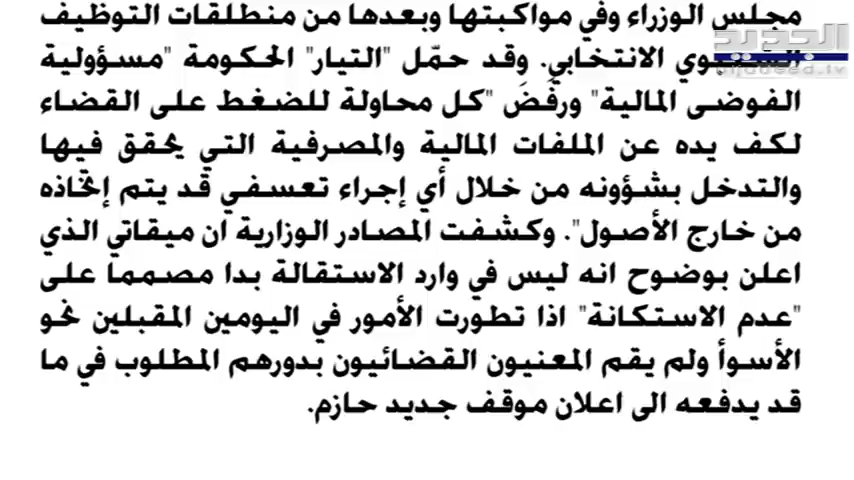 مجلس الوزراء وفي مواكبتها وبعدها من منطلقات التوظيف
الانتخابي. وقد حمّل "التيار" الحكومة "مسؤولية
الفوضى المالية" ورفَضَ "كل محاولة للضغط على القضاء
لكف يده عن الملفات المالية والمصرفية التي يحقق فيها
والتدخل بشؤونه من خلال أي إجراء تعسفي قد يتم إتخاذه
من خارج الأصول". وكشفت المصادر الوزارية ان ميقاتي الذي
اعلن بوضوح انه ليس في وارد الاستقالة بدا مصمما على
"عدم الاستكانة" اذا تطورت الأمور في اليومين المقبلين نحو
الأسوأ ولم يقم المعنيون القضائيون بدورهم المطلوب في ما
قد يدفعه الى اعلان موقف جديد حازم.
الجديد
aljadeed.tv